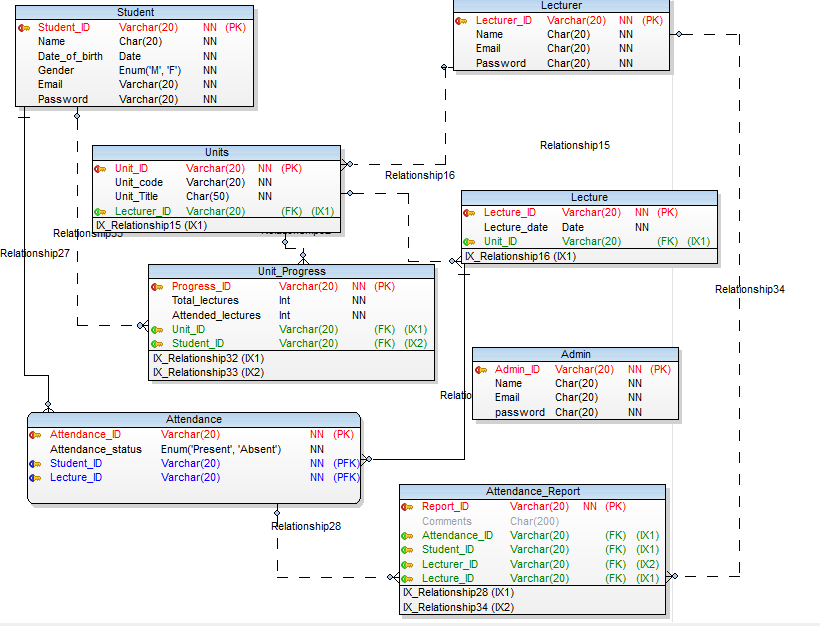 Student
Student_ID Varchar(20) NN (PK)
Name Char(20) NN
Date_of_birth Date NN
Gender Enum('M', 'F') NN
Email Varchar(20) NN
Password Varchar(20) NN
Lecturer
Lecturer_ID Varchar(20) NN (PK)
Name Char(20) NN
Email Char(20) NN
Password Char(20) NN
Units
Unit_ID Varchar(20) NN (PK)
Unit_code Varchar(20) NN
Unit_Title Char(50) NN
Lecturer_ID Varchar(20) (FK) (IX1)
IX_Relationship15 (IX1)
Relationship15
Relationship16
Lecture
Lecture_ID Varchar(20) NN (PK)
Lecture_date Date NN
Unit_ID Varchar(20) (FK) (IX1)
IX_Relationship16 (IX1)
Relationship33
Relationship27
Unit_Progress
Progress_ID Varchar(20) NN (PK)
Total_lectures Int NN
Attended_lectures Int NN
Unit_ID Varchar(20) (FK) (IX1)
Student_ID Varchar(20) (FK) (IX2)
IX_Relationship32 (IX1)
IX_Relationship33 (IX2)
Relationship34
Admin
Admin_ID Varchar(20) NN (PK)
Name Char(20) NN
Email Char(20) NN
password Char(20) NN
Relatio
Attendance
Attendance_ID Varchar(20) NN (PK)
Attendance_status Enum('Present', 'Absent') NN
Student_ID Varchar(20) NN (PFK)
Lecture_ID Varchar(20) NN (PFK)
Relationship28
Attendance_Report
Report_ID Varchar(20) NN (PK)
Comments Char(200)
Attendance_ID Varchar(20) (FK) (IX1)
Student_ID Varchar(20) (FK) (IX1)
Lecturer_ID Varchar(20) (FK) (IX2)
Lecture_ID Varchar(20) (FK) (IX1)
IX_Relationship28 (IX1)
IX_Relationship34 (IX2)